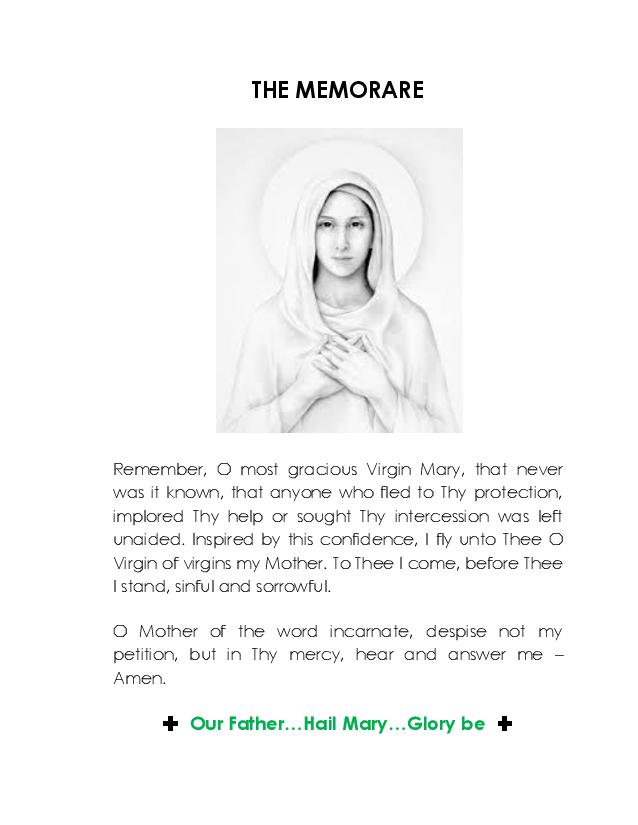 THE MEMORARE
Remember, O most gracious Virgin Mary, that never
was it known, that anyone who fled to Thy protection,
implored Thy help or sought Thy intercession was left
unaided. Inspired by this confidence, I fly unto Thee O
Virgin of virgins my Mother. To Thee I come, before Thee
I stand, sinful and sorrowful.
O Mother of the word incarnate, despise not my
petition, but in Thy mercy, hear and answer me –
Amen.
Our Father…Hail Mary…Glory be